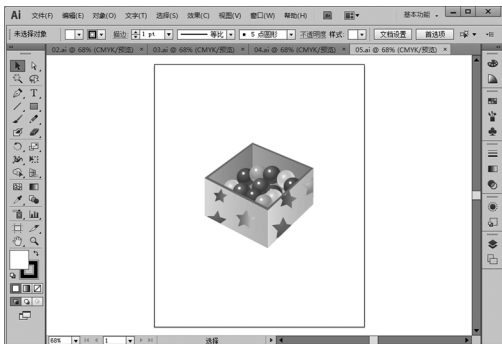 Ai 文件(F) 编辑(E) 对象(O) 文字(T) 选择(S) 效果(C) 视图(V) 窗口(W) 帮助(H) 基本功能
未选择对象 描边: 1 pt 等比 5 点圆形 不透明度 样式: 文档设置 首选项
02.ai @ 68% (CMYK/预览) × 03.ai @ 68% (CMYK/预览) × 04.ai @ 68% (CMYK/预览) × 05.ai @ 68% (CMYK/预览) ×
68% 1 选择